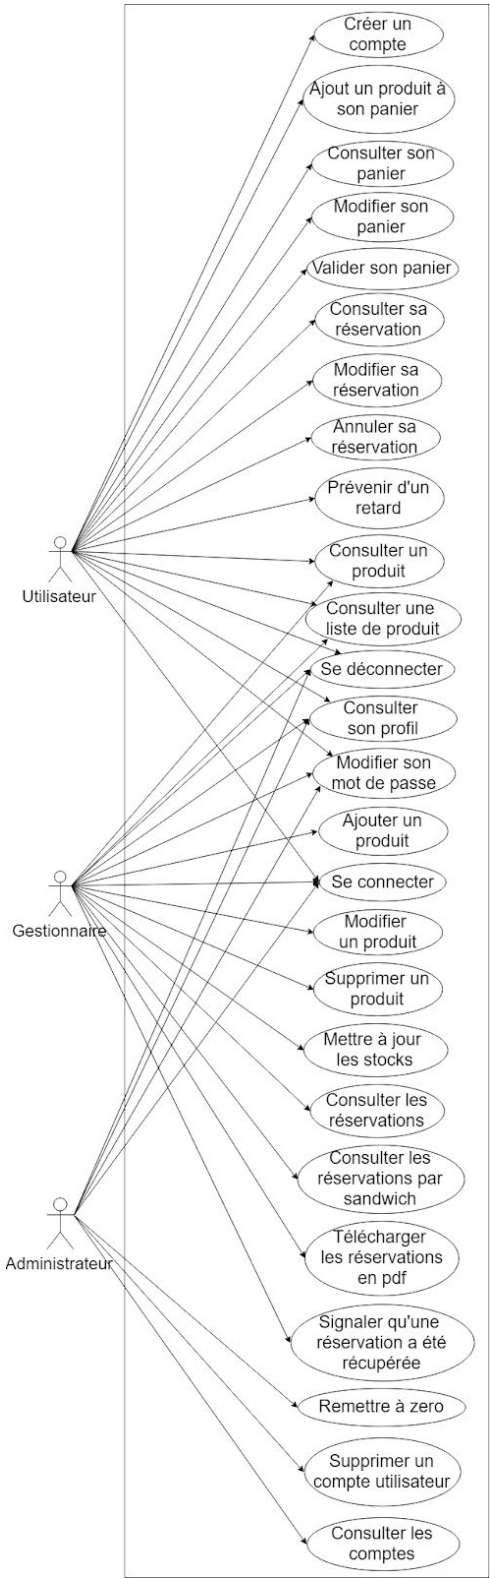 Créer un
compte
Ajout un produit à
son panier
Consulter son
panier
Modifier son
panier
Valider son panier
Consulter sa
réservation
Modifier sa
réservation
Annuler sa
réservation
Prévenir d'un
retard
Utilisateur
Consulter un
produit
Consulter une
liste de produit
Se déconnecter
Consulter
son profil
Modifier son
mot de passe
Ajouter un
produit
Se connecter
Gestionnaire
Modifier
un produit
Supprimer un
produit
Mettre à jour
les stocks
Consulter les
réservations
Consulter les
réservations par
sandwich
Administrateur
Télécharger
les réservations
en pdf
Signaler qu'une
réservation a été
récupérée
Remettre à zero
Supprimer un
compte utilisateur
Consulter les
comptes